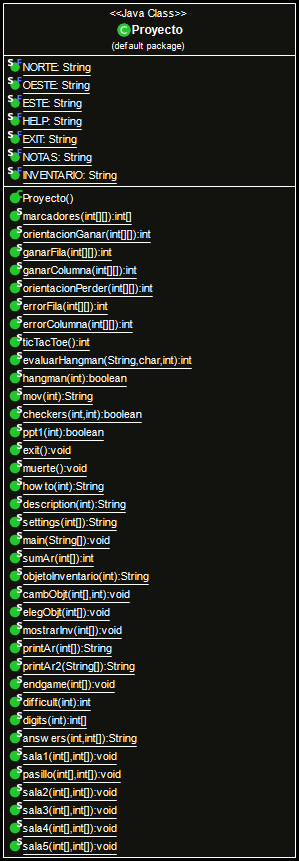 <<Java Class>>
Proyecto
(default package)
NORTE: String
OESTE: String
ESTE: String
HELP: String
EXIT: String
NOTAS: String
INVENTARIO: String
Proyecto()
marcadores(int[][]):int[]
orientacionGanar(int[][]):int
ganarFila(int[][]):int
ganarColumna(int[][]):int
orientacionPerder(int[][]):int
errorFila(int[][]):int
errorColumna(int[][]):int
ticTacToe():int
evaluarHangman(String,char,int):int
hangman(int):boolean
mov(int):String
checkers(int,int):boolean
ppt1(int):boolean
exit():void
muerte():void
howto(int):String
description(int):String
settings(int[]):String
main(String[]):void
sumAr(int[]):int
objetoInventario(int):String
cambObjt(int[],int):void
elegObjt(int[]):void
mostrarInv(int[]):void
printAr(int[]):String
printAr2(String[]):String
endgame(int[]):void
difficult(int):int
digits(int):int[]
answers(int,int[]):String
sala1(int[],int[]):void
pasillo(int[],int[]):void
sala2(int[],int[]):void
sala3(int[],int[]):void
sala4(int[],int[]):void
sala5(int[],int[]):void